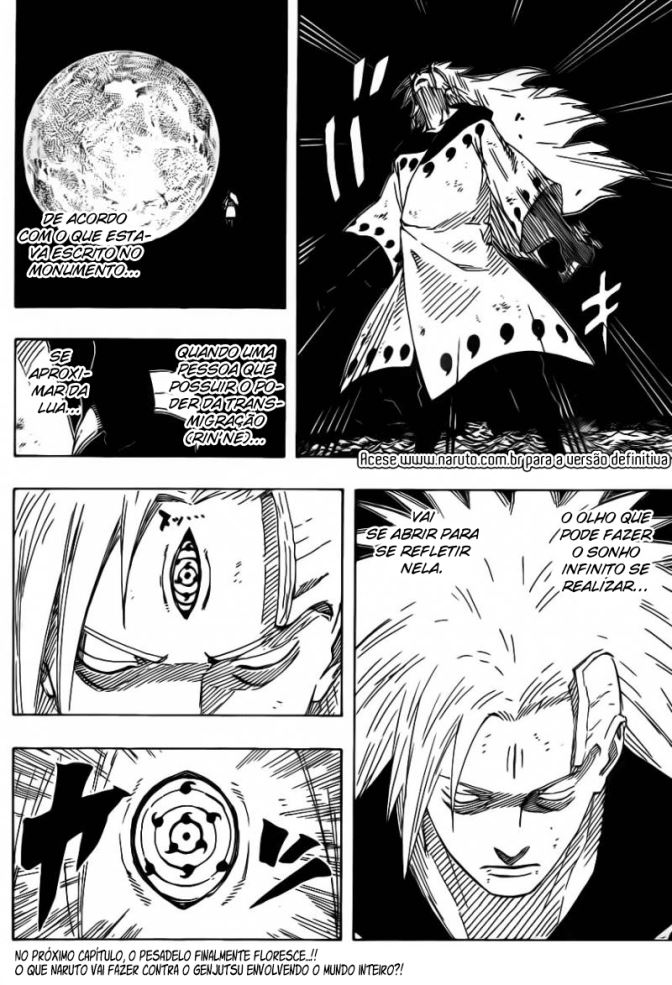 Acese www.naruto.com.br para a versão definitiva
DE ACORDO
COM O QUE ESTA-
VA ESCRITO NO
MONUMENTO...
QUANDO UMA
PESSOA QUE
POSSUIR O PO-
DER DA TRANS-
MIGRAÇÃO
(RIN'NE)...
SE
APROXI-
MAR DA
LUA...
O OLHO QUE
PODE FAZER
O SONHO
INFINITO SE
REALIZAR...
VAI
SE ABRIR PARA
SE REFLETIR
NELA.
カッ
NO PRÓXIMO CAPÍTULO, O PESADELO FINALMENTE FLORESCE..!!
O QUE NARUTO VAI FAZER CONTRA O GENJUTSU ENVOLVENDO O MUNDO INTEIRO?!